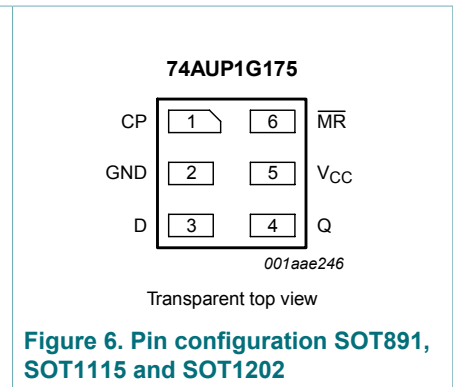 74AUP1G175
CP 1 6 M̅R̅
GND 2 5 VCC
D 3 4 Q
001aae246
Transparent top view
Figure 6. Pin configuration SOT891,
SOT1115 and SOT1202